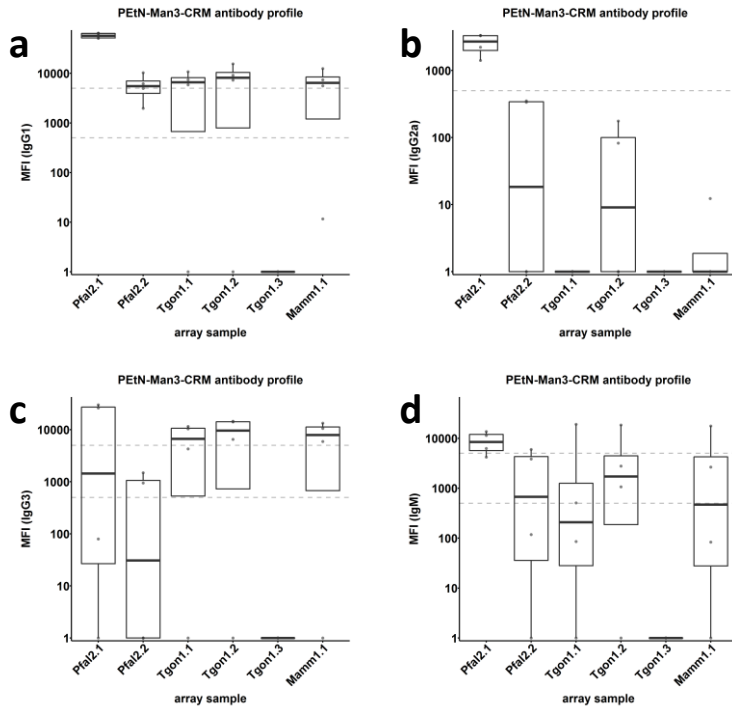 a
PEtN-Man3-CRM antibody profile
MFI (IgG1)
10000
1000
100
10
1
Pfal2.1
Pfal2.2
Tgon1.1
Tgon1.2
Tgon1.3
Mamm1.1
array sample
b
PEtN-Man3-CRM antibody profile
MFI (IgG2a)
1000
100
10
1
Pfal2.1
Pfal2.2
Tgon1.1
Tgon1.2
Tgon1.3
Mamm1.1
array sample
c
PEtN-Man3-CRM antibody profile
MFI (IgG3)
10000
1000
100
10
1
Pfal2.1
Pfal2.2
Tgon1.1
Tgon1.2
Tgon1.3
Mamm1.1
array sample
d
PEtN-Man3-CRM antibody profile
MFI (IgM)
10000
1000
100
10
1
Pfal2.1
Pfal2.2
Tgon1.1
Tgon1.2
Tgon1.3
Mamm1.1
array sample